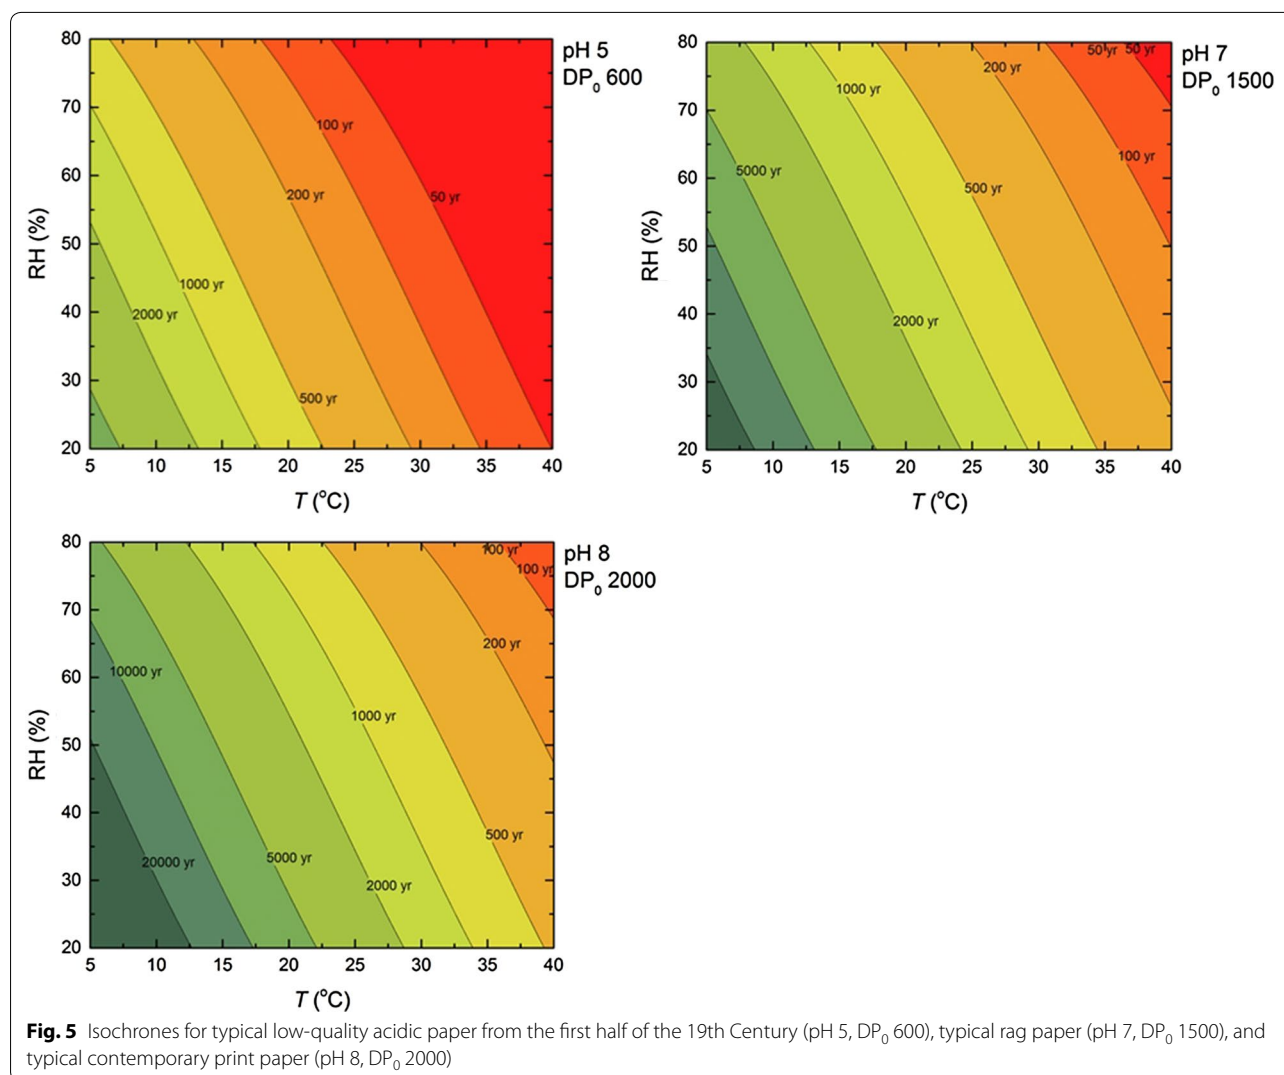 80
70
60
50
40
30
20
RH (%)
100 yr
200 yr
50 yr
1000 yr
2000 yr
500 yr
5
10
15
20
25
30
35
40
T (°C)
pH 5
DP₀ 600
80
70
60
50
40
30
20
RH (%)
50 yr
50 yr
200 yr
1000 yr
100 yr
5000 yr
500 yr
2000 yr
5
10
15
20
25
30
35
40
T (°C)
pH 7
DP₀ 1500
80
70
60
50
40
30
20
RH (%)
100 yr
100 yr
200 yr
10000 yr
1000 yr
500 yr
20000 yr
5000 yr
2000 yr
5
10
15
20
25
30
35
40
T (°C)
pH 8
DP₀ 2000
Fig. 5 Isochrones for typical low-quality acidic paper from the first half of the 19th Century (pH 5, DP₀ 600), typical rag paper (pH 7, DP₀ 1500), and
typical contemporary print paper (pH 8, DP₀ 2000)